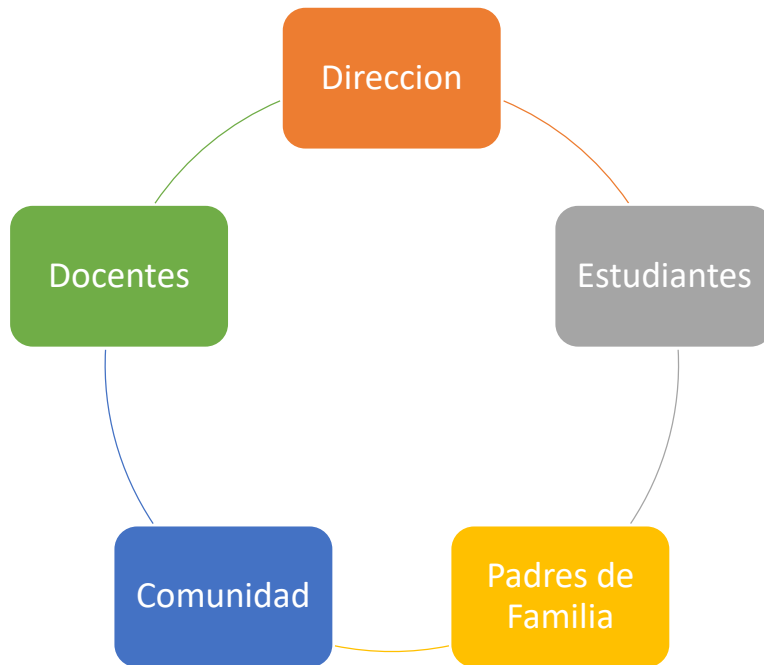 Direccion
Docentes
Estudiantes
Comunidad
Padres de
Familia